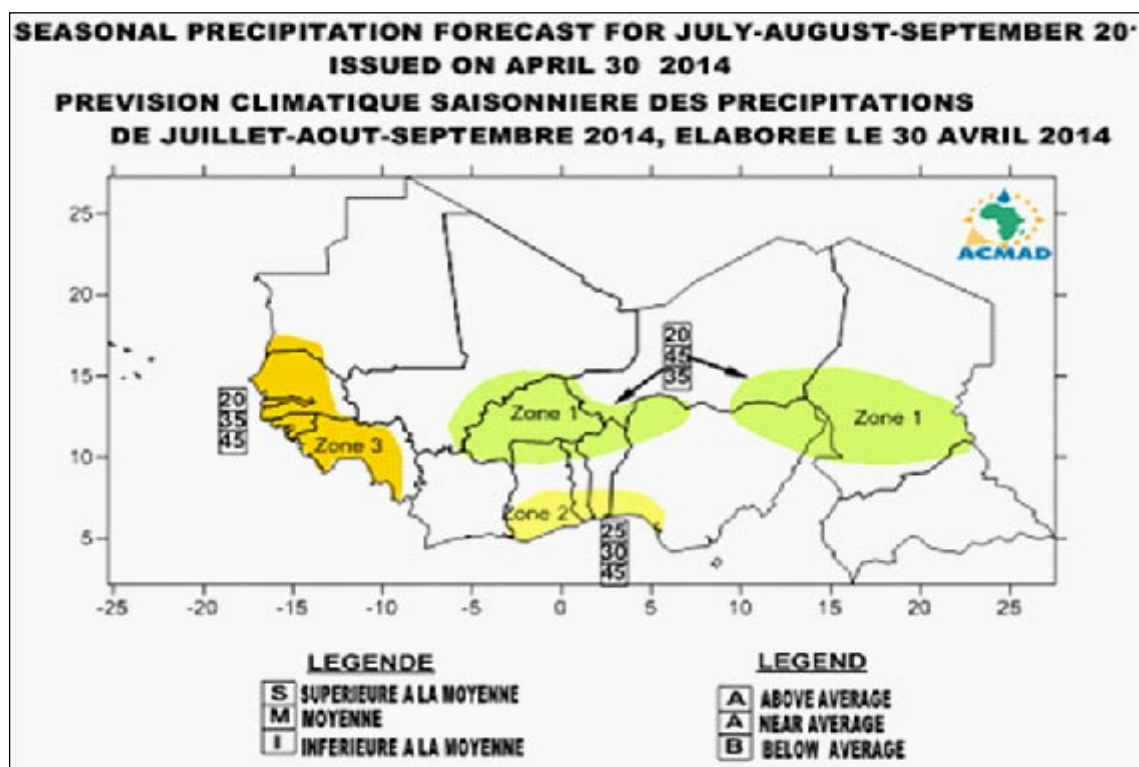 SEASONAL PRECIPITATION FORECAST FOR JULY-AUGUST-SEPTEMBER 201
ISSUED ON APRIL 30 2014
PREVISION CLIMATIQUE SAISONNIERE DES PRECIPITATIONS
DE JUILLET-AOUT-SEPTEMBRE 2014, ELABOREE LE 30 AVRIL 2014
ACMAD
25
20
15
10
5
20
45
35
Zone 1
Zone 1
20
35
45
Zone 3
Zone 2
25
30
45
-25
-20
-15
-10
-5
0
5
10
15
20
25
LEGENDE
S SUPERIEURE A LA MOYENNE
M MOYENNE
I INFERIEURE A LA MOYENNE
LEGEND
A ABOVE AVERAGE
A NEAR AVERAGE
B BELOW AVERAGE